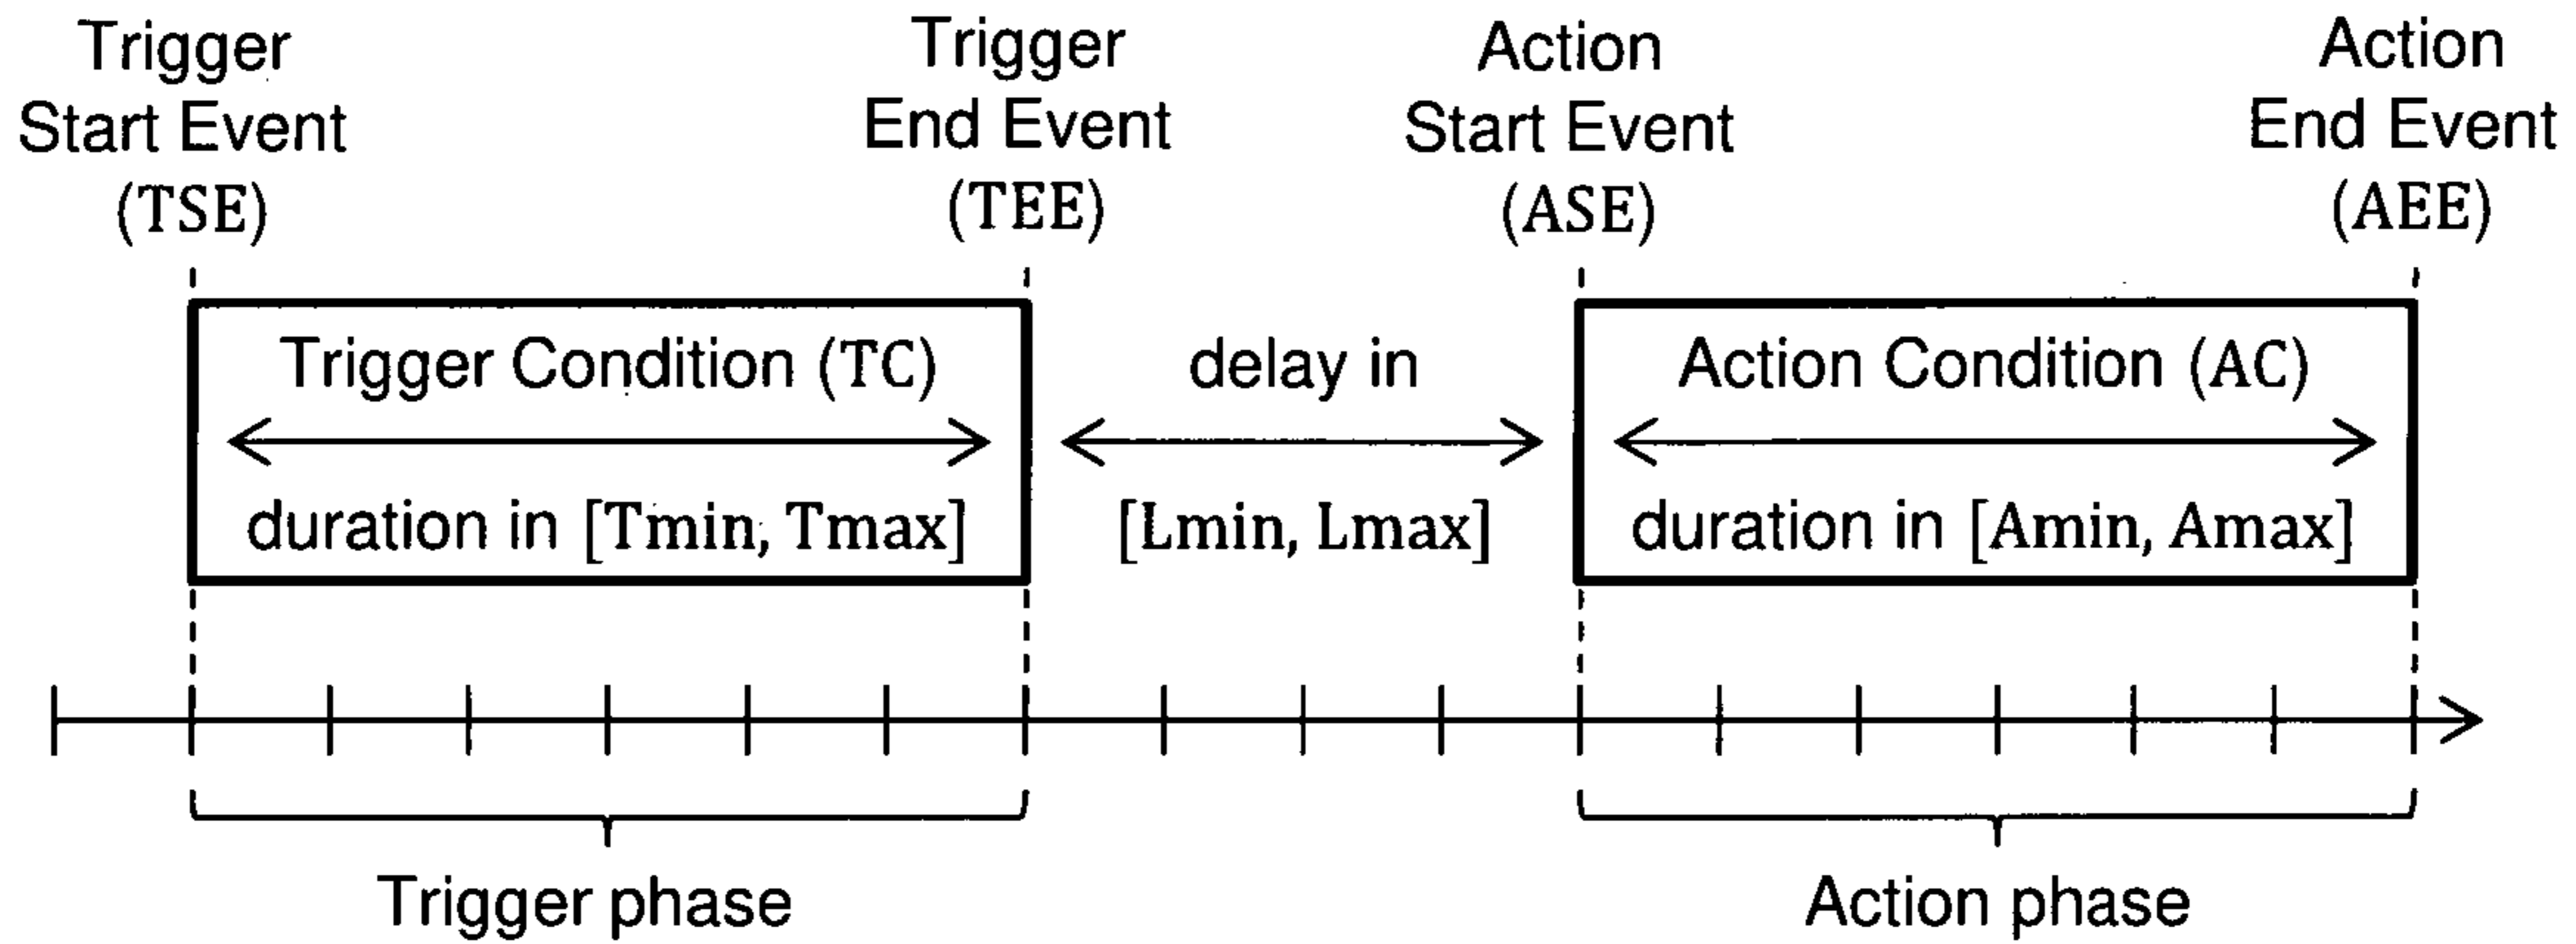 Trigger
Start Event
(TSE)
Trigger
End Event
(TEE)
Action
Start Event
(ASE)
Action
End Event
(AEE)
Trigger Condition (TC)
duration in [Tmin, Tmax]
delay in
[Lmin, Lmax]
Action Condition (AC)
duration in [Amin, Amax]
Trigger phase
Action phase